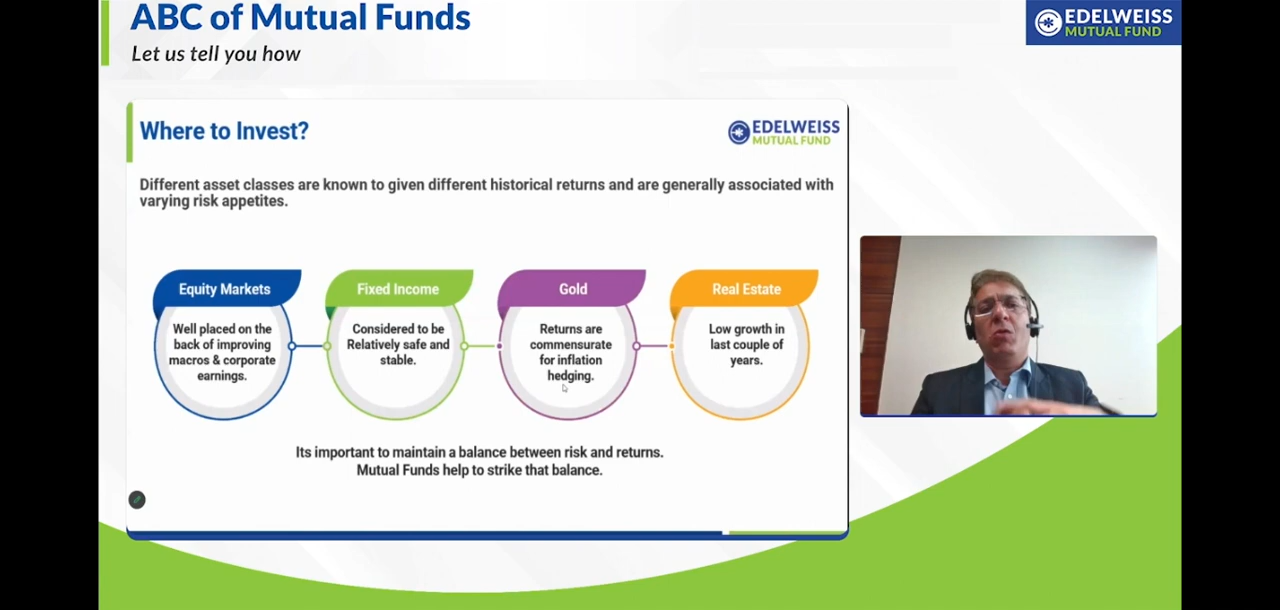 ABC of Mutual Funds
Let us tell you how
EDELWEISS
MUTUAL FUND
Where to Invest?
EDELWEISS
MUTUAL FUND
Different asset classes are known to given different historical returns and are generally associated with
varying risk appetites.
Equity Markets
Well placed on the
back of improving
macros & corporate
earnings.
Fixed Income
Considered to be
Relatively safe and
stable.
Gold
Returns are
commensurate
for inflation
hedging.
Real Estate
Low growth in
last couple of
years.
Its important to maintain a balance between risk and returns.
Mutual Funds help to strike that balance.